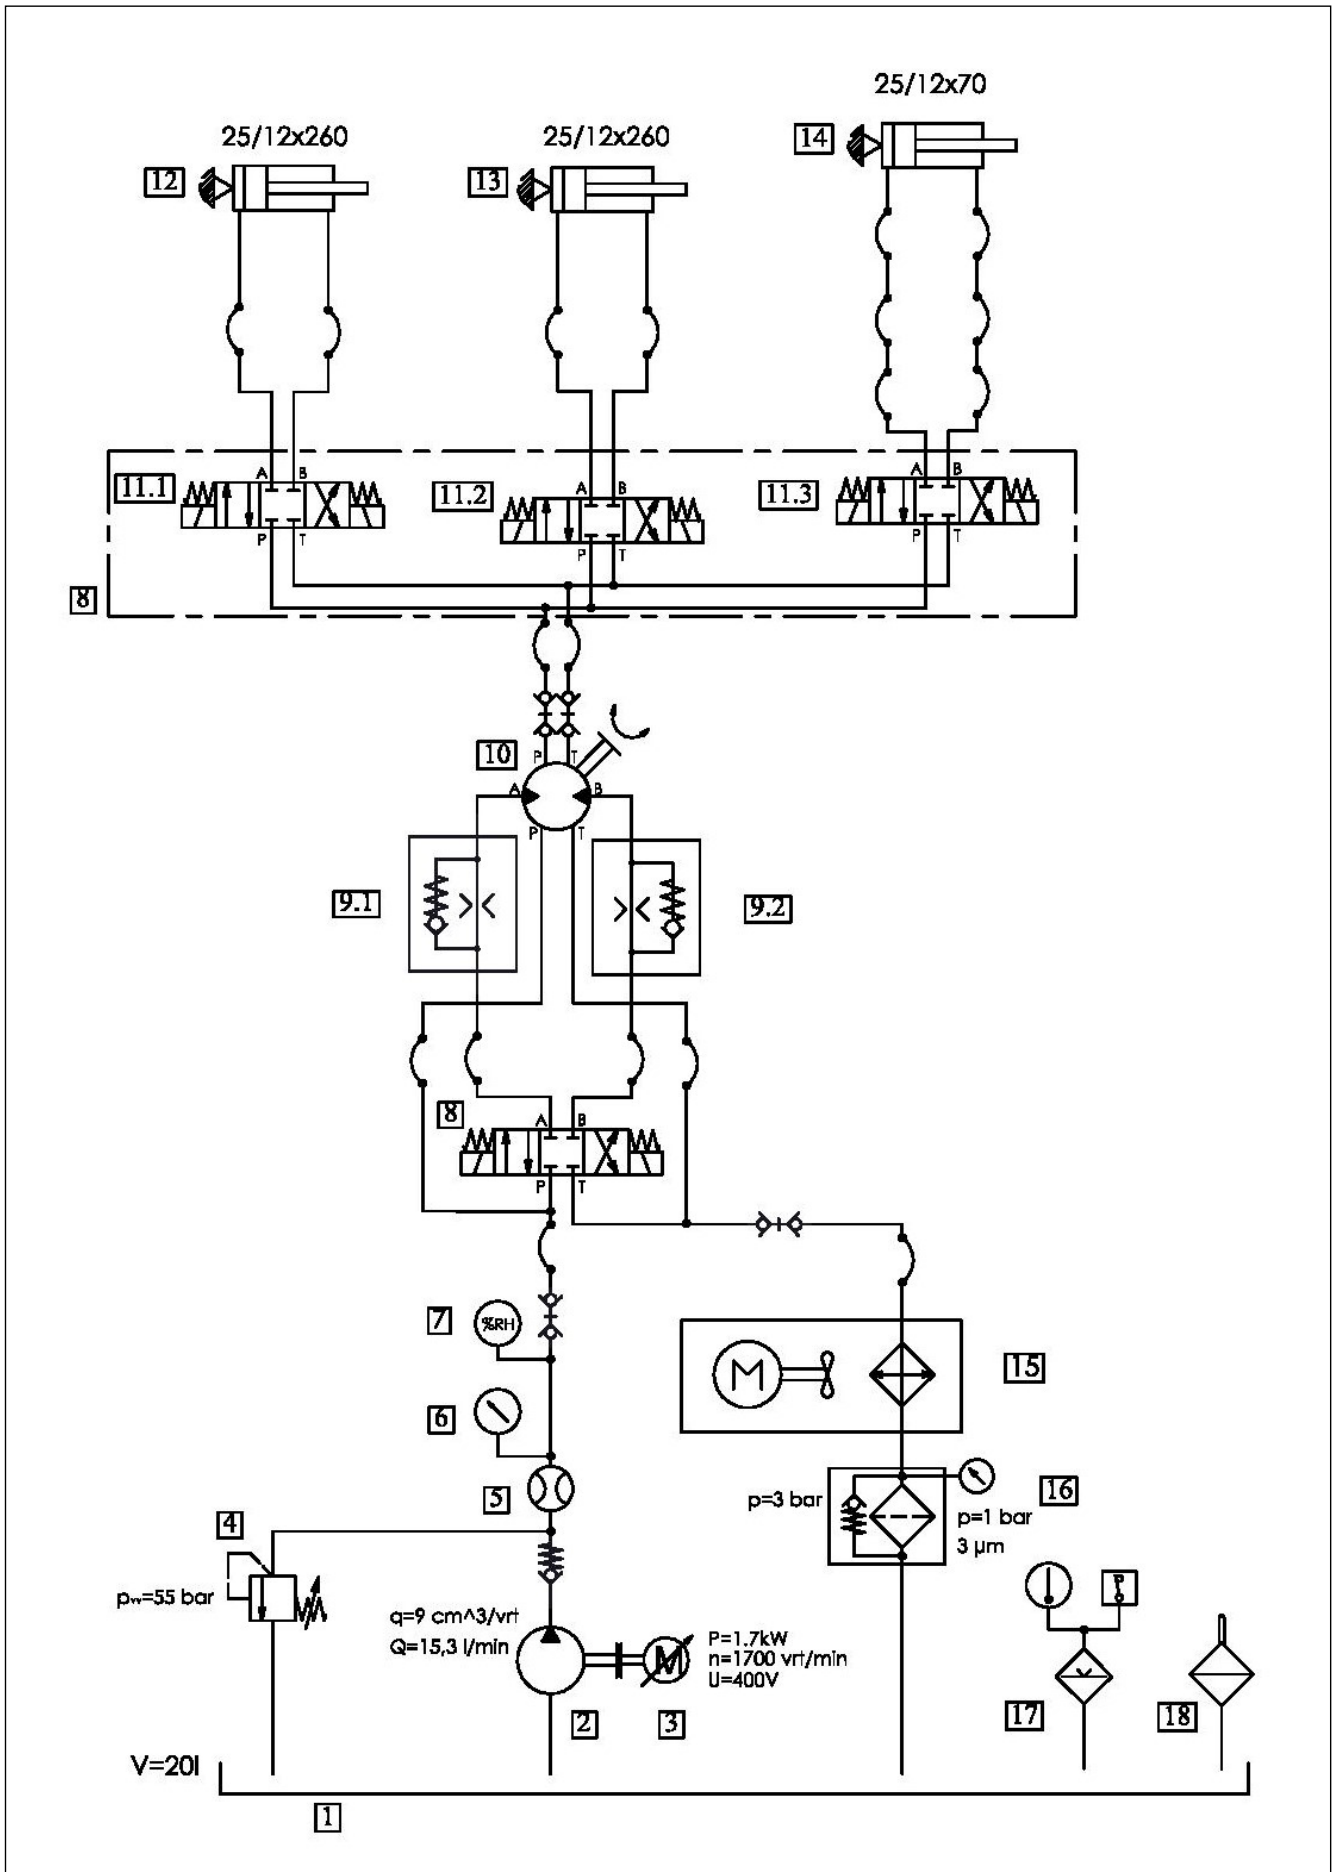 25/12x70
25/12x260
25/12x260
14
12
13
A B
11.1
A B
11.2
A B
11.3
P T
P T
P T
8
10
P T
A B
P T
9.1
9.2
8
A B
P T
7
%RH
15
M
6
5
p=3 bar
16
p=1 bar
3 µm
4
pw=55 bar
q=9 cm^3/vrt
Q=15,3 l/min
M
P=1.7kW
n=1700 vrt/min
U=400V
2
3
17
18
V=20l
1